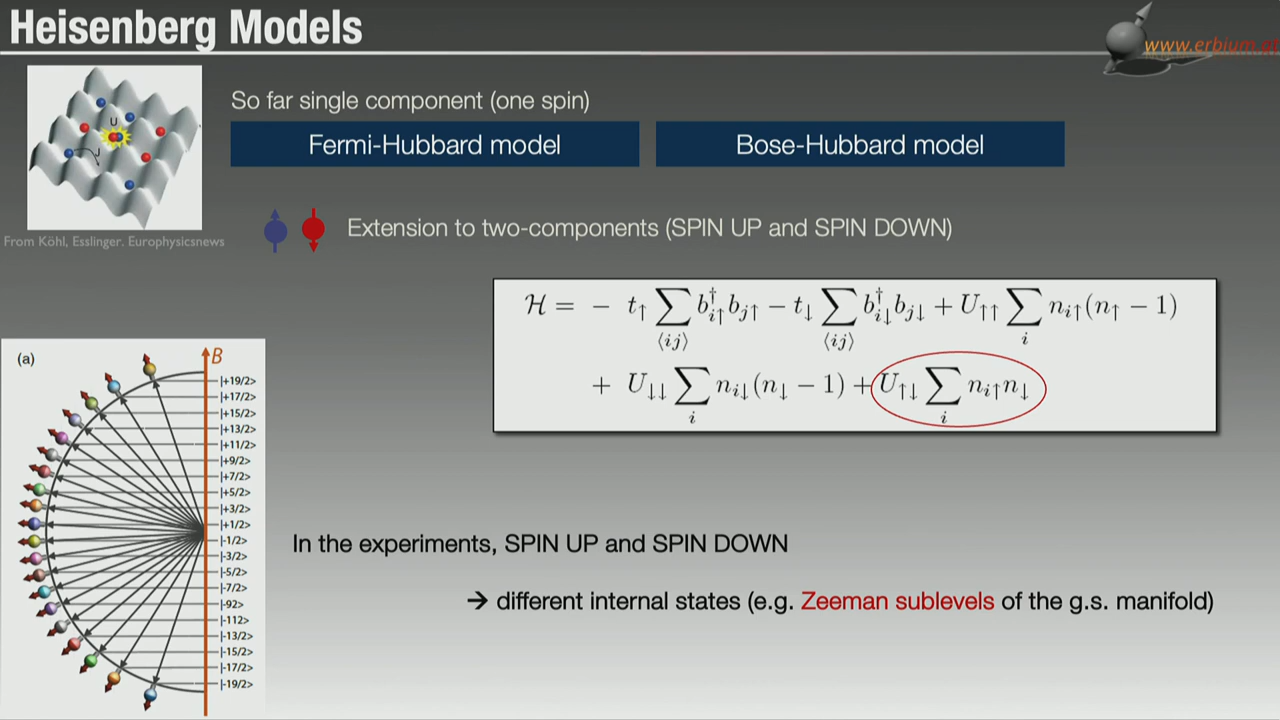 Heisenberg Models
www.erbium.at
So far single component (one spin)
Fermi-Hubbard model
Bose-Hubbard model
U
J
From Köhl, Esslinger. Europhysicsnews
Extension to two-components (SPIN UP and SPIN DOWN)
ℋ = − t↑ ∑⟨ij⟩ b†i↑ bj↑ − t↓ ∑⟨ij⟩ b†i↓ bj↓ + U↑↑ ∑i ni↑(n↑ − 1)
+ U↓↓ ∑i ni↓(n↓ − 1) + U↑↓ ∑i ni↑n↓
(a)
B
|+19/2>
|+17/2>
|+15/2>
|+13/2>
|+11/2>
|+9/2>
|+7/2>
|+5/2>
|+3/2>
|+1/2>
|-1/2>
|-3/2>
|-5/2>
|-7/2>
|-92>
|-112>
|-13/2>
|-15/2>
|-17/2>
|-19/2>
In the experiments, SPIN UP and SPIN DOWN
→ different internal states (e.g. Zeeman sublevels of the g.s. manifold)